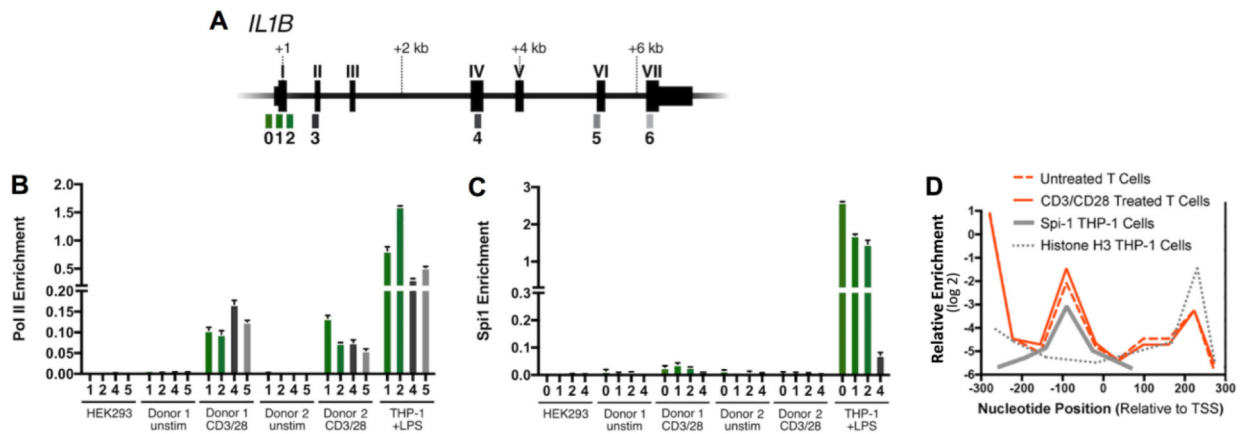 A IL1B
+1 +2 kb +4 kb +6 kb
I II III IV V VI VII
0 1 2 3 4 5 6
B
Pol II Enrichment
2.0
1.5
1.0
0.5
0.20
0.15
0.10
0.05
0.00
1 2 4 5 1 2 4 5 1 2 4 5 1 2 4 5 1 2 4 5 1 2 4 5
HEK293 Donor 1 Donor 1 Donor 2 Donor 2 THP-1
unstim CD3/28 unstim CD3/28 +LPS
C
Spi1 Enrichment
3
2
1
0.3
0.2
0.1
0.0
0 1 2 4 0 1 2 4 0 1 2 4 0 1 2 4 0 1 2 4 0 1 2 4
HEK293 Donor 1 Donor 1 Donor 2 Donor 2 THP-1
unstim CD3/28 unstim CD3/28 +LPS
D
Untreated T Cells
CD3/CD28 Treated T Cells
Spi-1 THP-1 Cells
Histone H3 THP-1 Cells
Relative Enrichment
(log 2)
1
0
-1
-2
-3
-4
-5
-6
-300 -200 -100 0 100 200 300
Nucleotide Position (Relative to TSS)